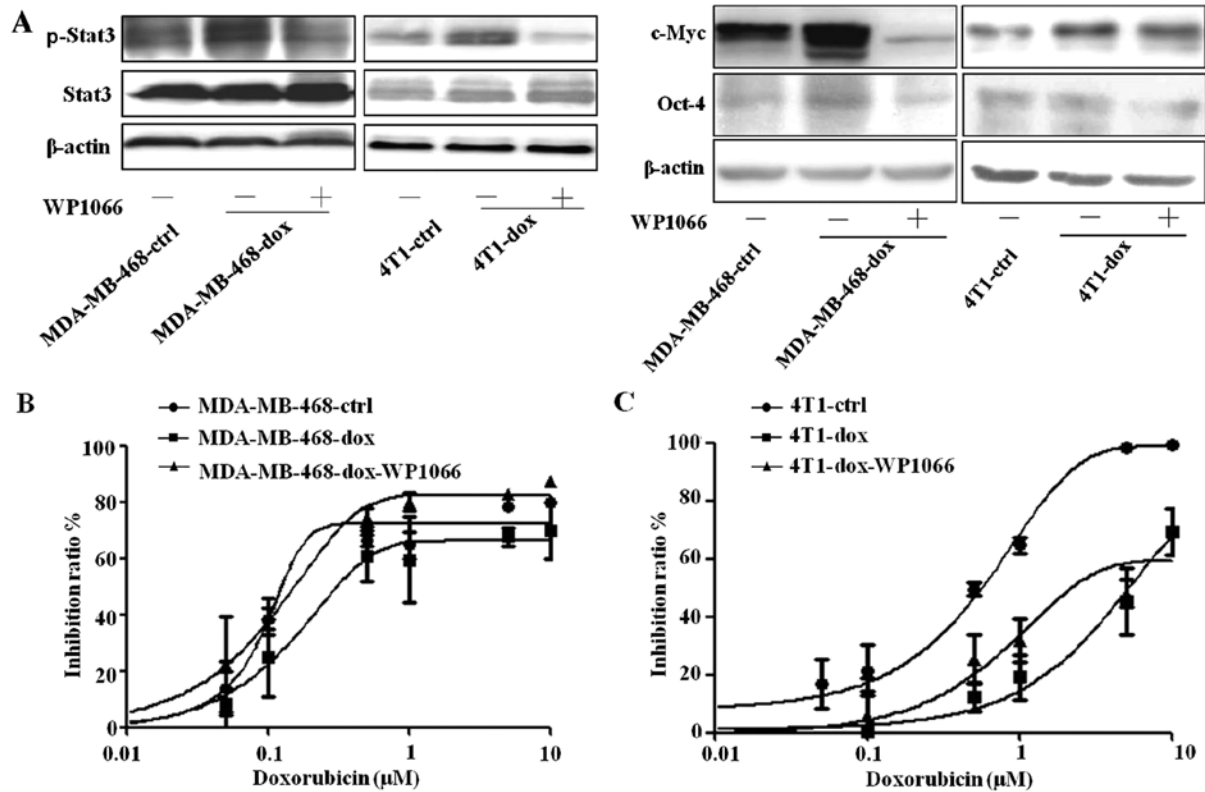 A
p-Stat3
Stat3
β-actin
WP1066
— — + — — +
MDA-MB-468-ctrl
MDA-MB-468-dox
4T1-ctrl
4T1-dox
c-Myc
Oct-4
β-actin
WP1066
— — + — — +
MDA-MB-468-ctrl
MDA-MB-468-dox
4T1-ctrl
4T1-dox
B
MDA-MB-468-ctrl
MDA-MB-468-dox
MDA-MB-468-dox-WP1066
Inhibition ratio %
100
80
60
40
20
0
0.01 0.1 1 10
Doxorubicin (μM)
C
4T1-ctrl
4T1-dox
4T1-dox-WP1066
Inhibition ratio %
100
80
60
40
20
0
0.01 0.1 1 10
Doxorubicin (μM)